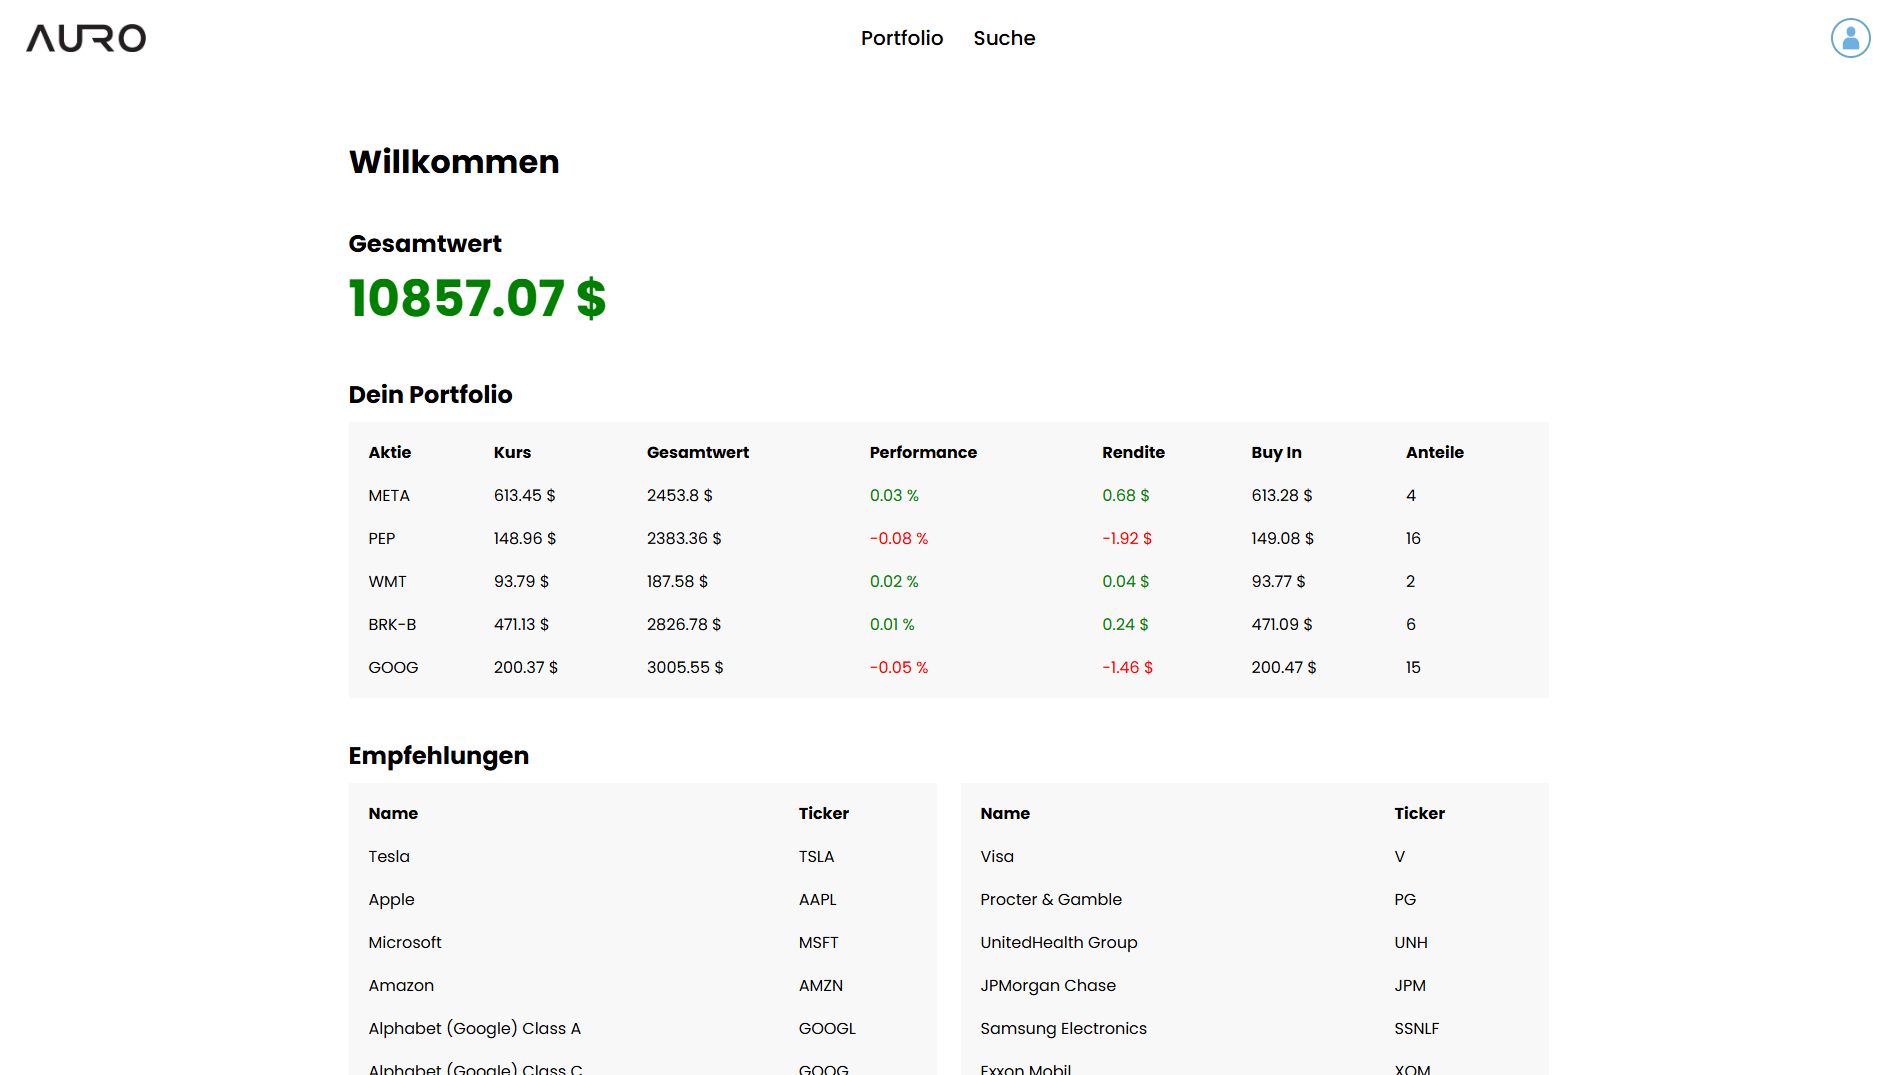 AURO
Portfolio Suche
Willkommen
Gesamtwert
10857.07 $
Dein Portfolio
Aktie Kurs Gesamtwert Performance Rendite Buy In Anteile
META 613.45 $ 2453.8 $ 0.03 % 0.68 $ 613.28 $ 4
PEP 148.96 $ 2383.36 $ -0.08 % -1.92 $ 149.08 $ 16
WMT 93.79 $ 187.58 $ 0.02 % 0.04 $ 93.77 $ 2
BRK-B 471.13 $ 2826.78 $ 0.01 % 0.24 $ 471.09 $ 6
GOOG 200.37 $ 3005.55 $ -0.05 % -1.46 $ 200.47 $ 15
Empfehlungen
Name Ticker Name Ticker
Tesla TSLA Visa V
Apple AAPL Procter & Gamble PG
Microsoft MSFT UnitedHealth Group UNH
Amazon AMZN JPMorgan Chase JPM
Alphabet (Google) Class A GOOGL Samsung Electronics SSNLF
Alphabet (Google) Class C GOOG Exxon Mobil XOM